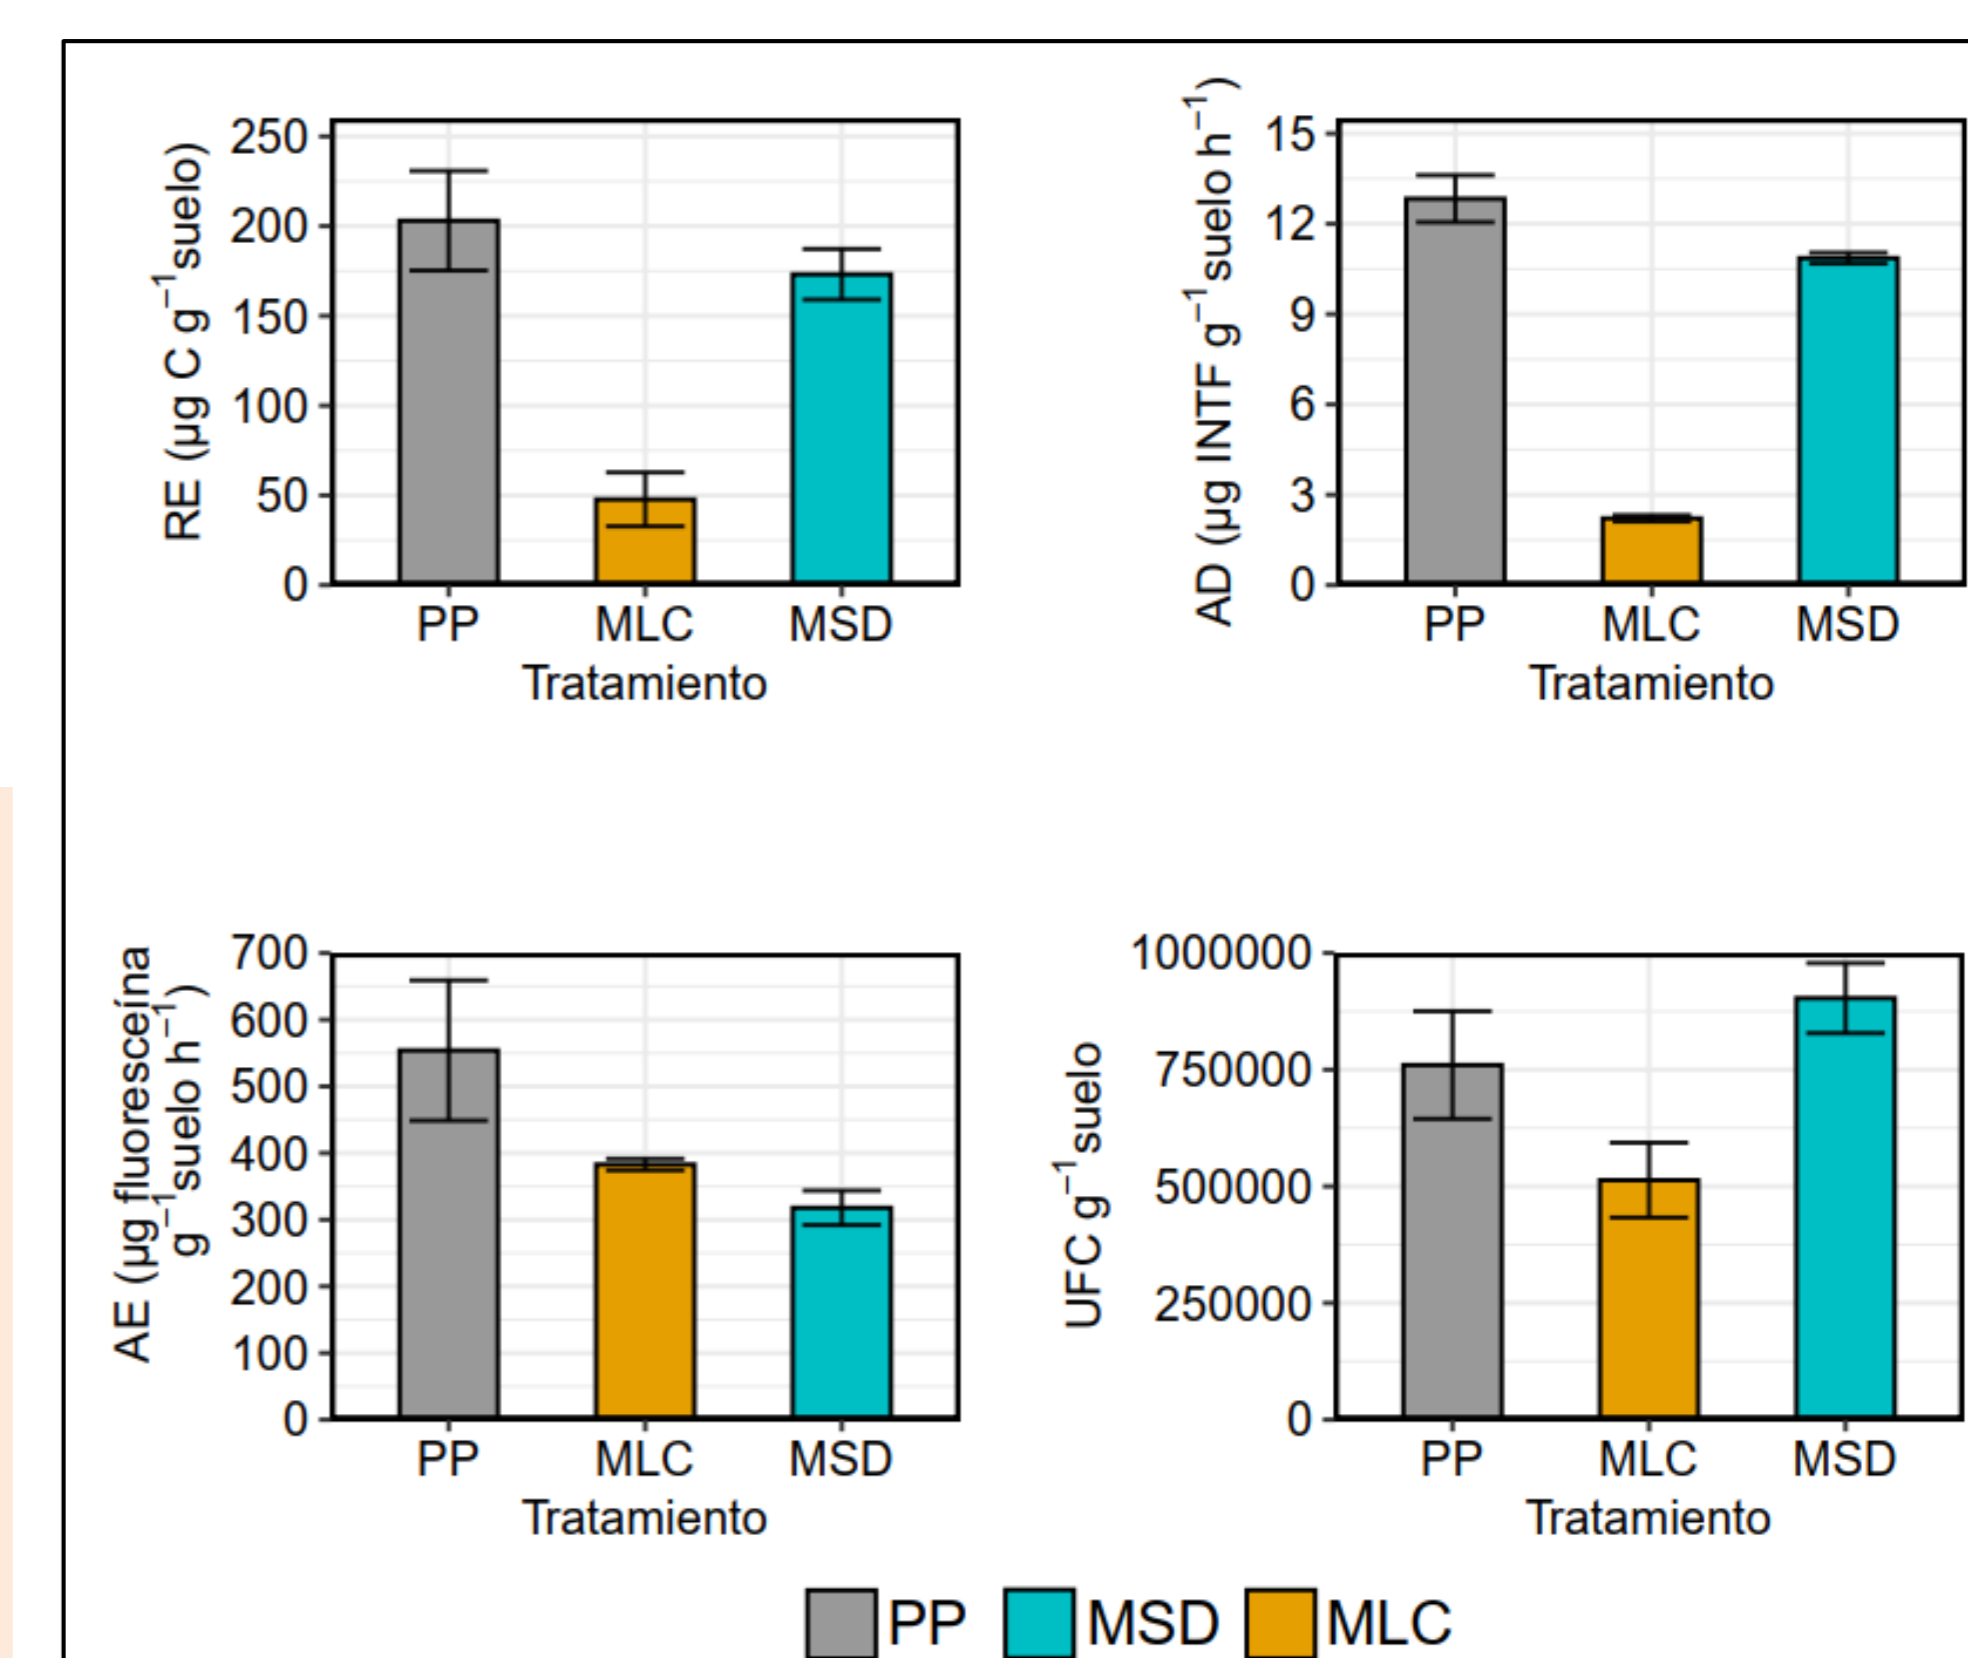 RE (µg C g⁻¹suelo)
250
200
150
100
50
0
PP MLC MSD
Tratamiento
AD (µg INTF g⁻¹suelo h⁻¹)
15
12
9
6
3
0
PP MLC MSD
Tratamiento
AE (µg fluoresceína
g⁻¹suelo h⁻¹)
700
600
500
400
300
200
100
0
PP MLC MSD
Tratamiento
UFC g⁻¹suelo
1000000
750000
500000
250000
0
PP MLC MSD
Tratamiento
PP MSD MLC